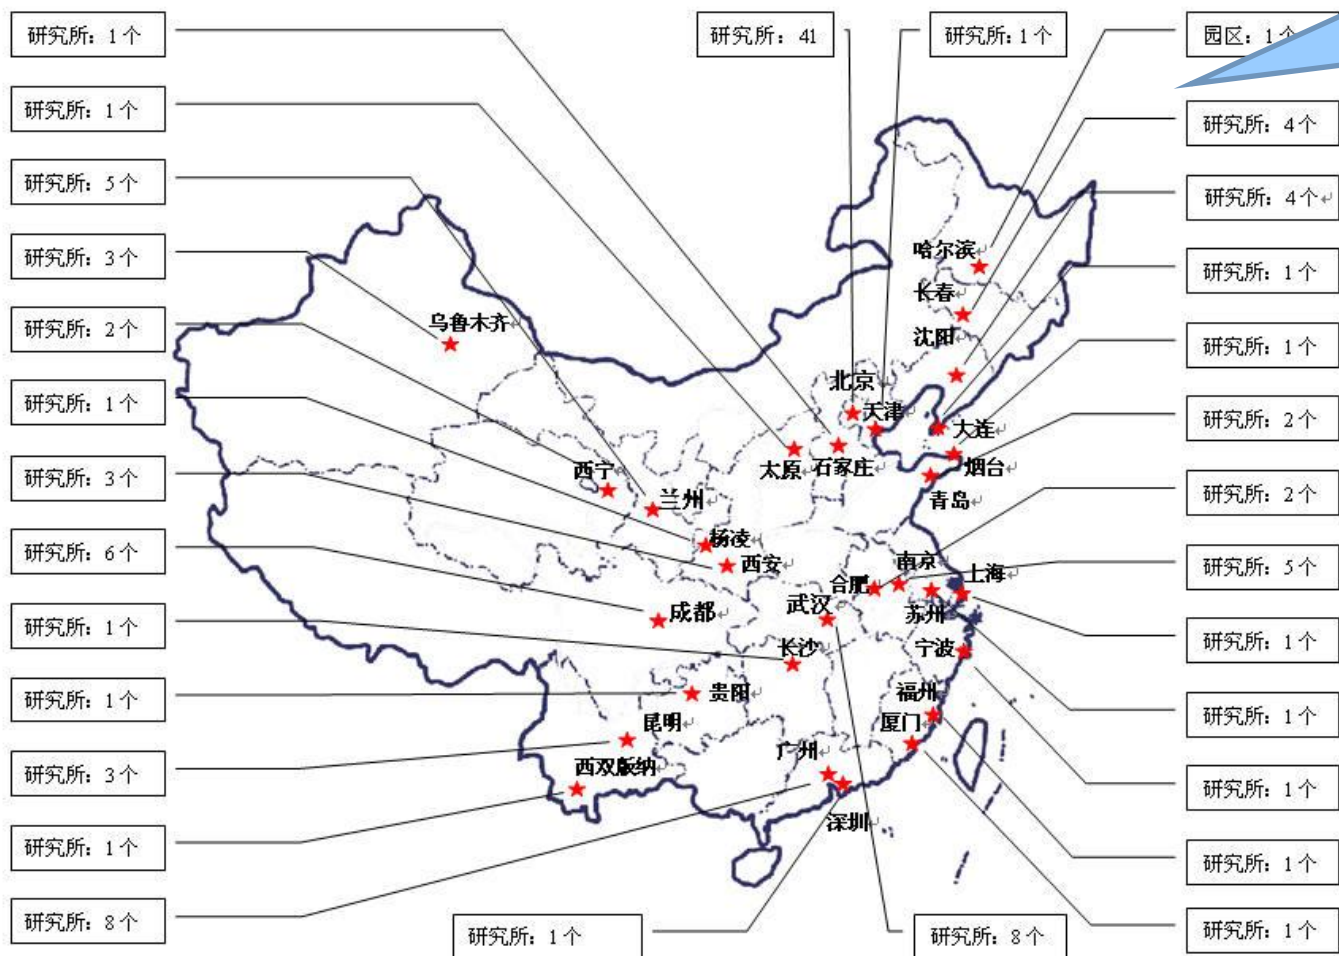 研究所：1个
研究所：41
研究所：1个
园区：1个
研究所：1个
研究所：4个
研究所：5个
研究所：4个
研究所：3个
研究所：1个
研究所：2个
研究所：1个
研究所：1个
研究所：2个
研究所：3个
研究所：2个
研究所：6个
研究所：5个
研究所：1个
研究所：1个
研究所：1个
研究所：1个
研究所：3个
研究所：1个
研究所：1个
研究所：1个
研究所：8个
研究所：1个
研究所：8个
研究所：1个
哈尔滨
长春
乌鲁木齐
沈阳
北京
天津
大连
太原
石家庄
烟台
西宁
兰州
青岛
杨凌
西安
南京
上海
合肥
成都
武汉
苏州
长沙
宁波
贵阳
福州
昆明
厦门
广州
西双版纳
深圳